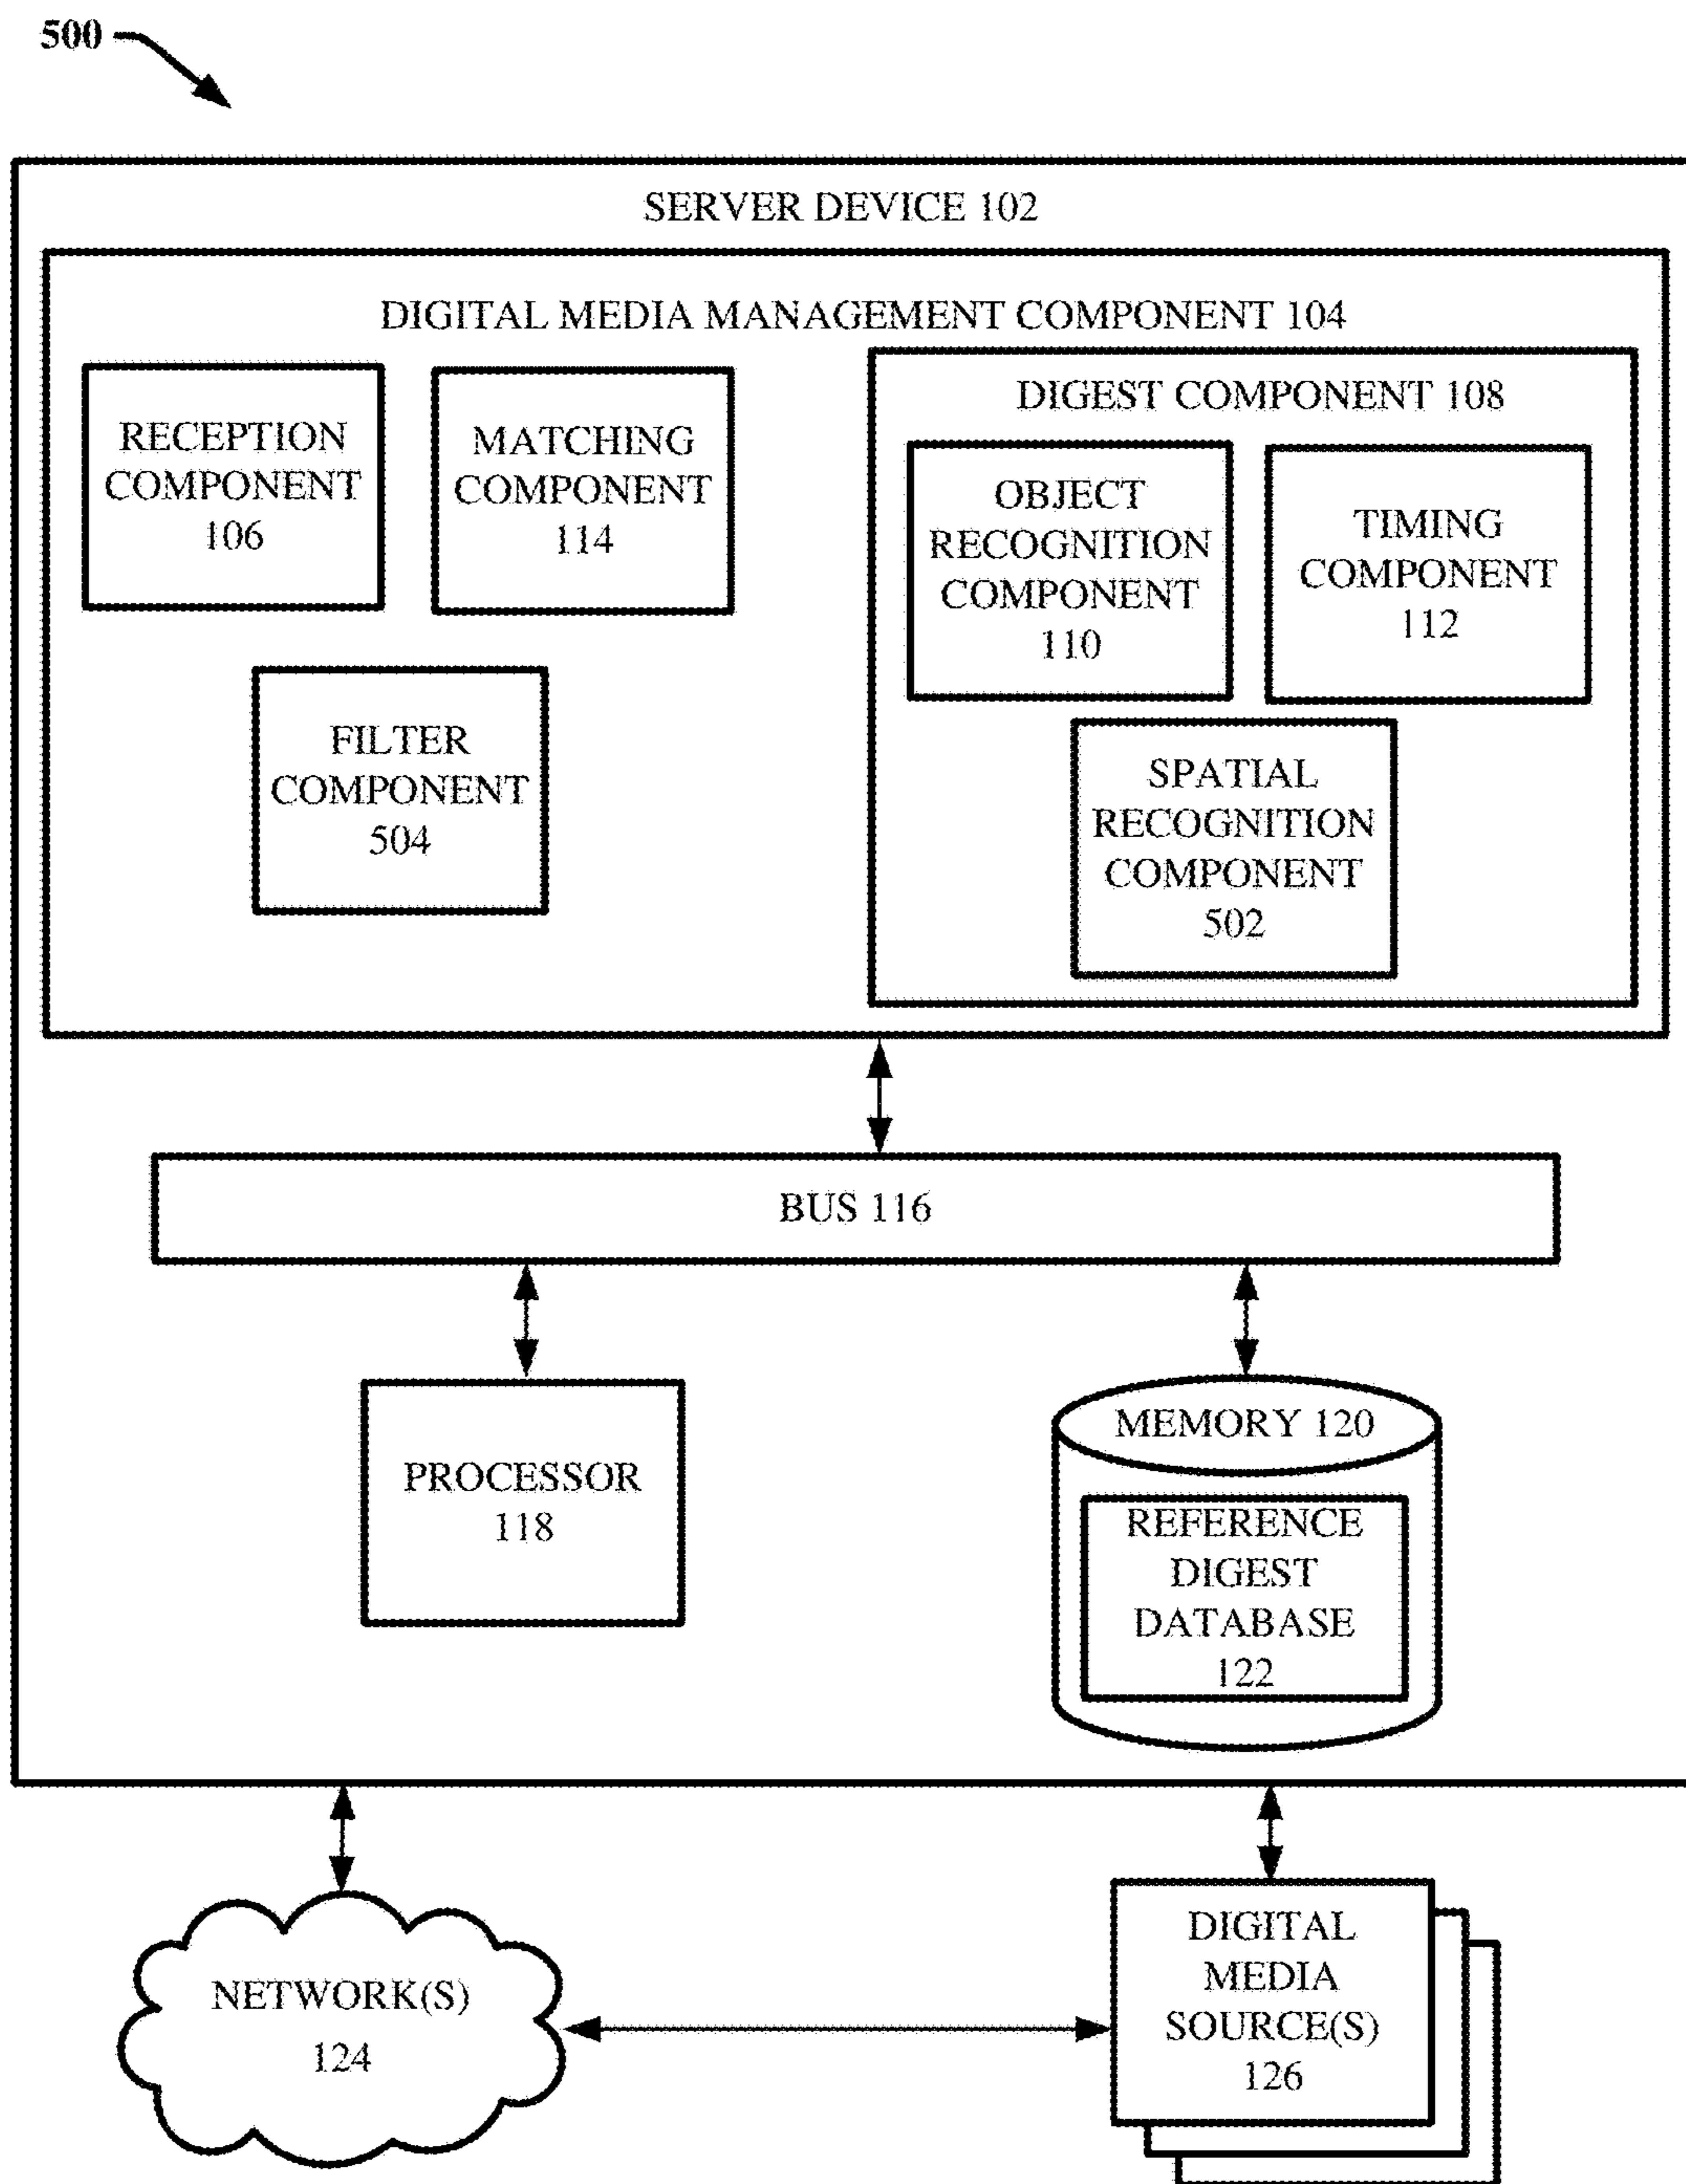 500
SERVER DEVICE 102
DIGITAL MEDIA MANAGEMENT COMPONENT 104
RECEPTION
COMPONENT
106
MATCHING
COMPONENT
114
FILTER
COMPONENT
504
DIGEST COMPONENT 108
OBJECT
RECOGNITION
COMPONENT
110
TIMING
COMPONENT
112
SPATIAL
RECOGNITION
COMPONENT
502
BUS 116
PROCESSOR
118
MEMORY 120
REFERENCE
DIGEST
DATABASE
122
NETWORK(S)
124
DIGITAL
MEDIA
SOURCE(S)
126